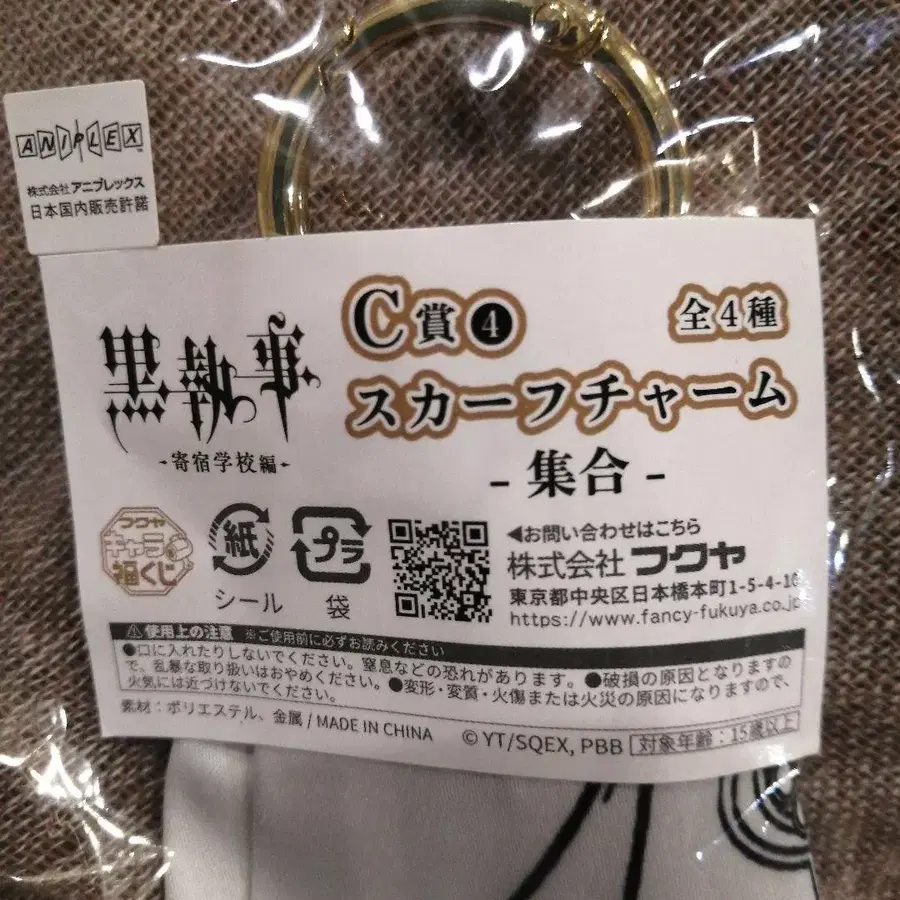 ANIPLEX
株式会社アニプレックス
日本国内販売許諾
黒執事
-寄宿学校編-
C賞❹
全4種
スカーフチャーム
- 集合 -
フクヤ
キャラ
福くじ
紙
シール
プラ
袋
◀お問い合わせはこちら
株式会社 フクヤ
東京都中央区日本橋本町1-5-4-10
https://www.fancy-fukuya.co.jp
⚠使用上の注意 ※ご使用前に必ずお読みください
●口に入れたりしないでください。窒息などの恐れがあります。●破損の原因となりますの
で、乱暴な取り扱いはおやめください。●変形・変質・火傷または火災の原因になりますので、
火気には近づけないでください。
素材：ポリエステル、金属 / MADE IN CHINA
© YT/SQEX, PBB
対象年齢：15歳以上